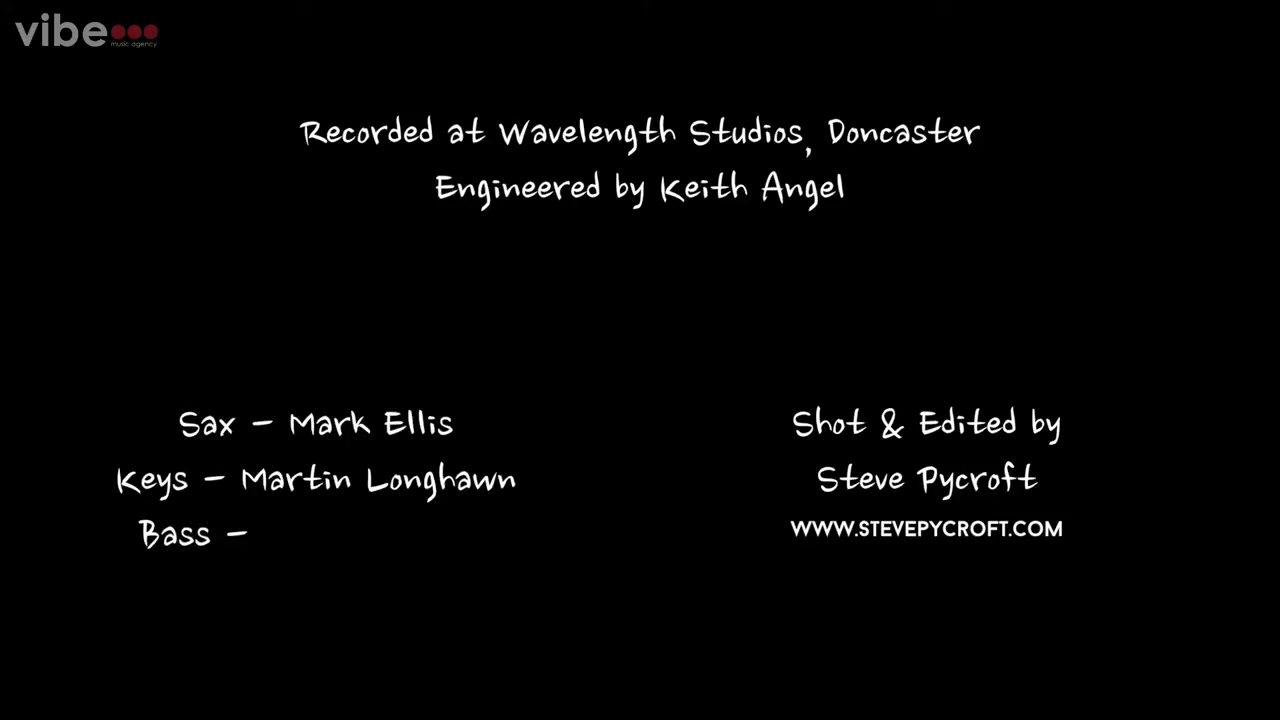 vibe
music agency
Recorded at Wavelength Studios, Doncaster
Engineered by Keith Angel
Sax – Mark Ellis
Keys – Martin Longhawn
Bass –
Shot & Edited by
Steve Pycroft
WWW.STEVEPYCROFT.COM